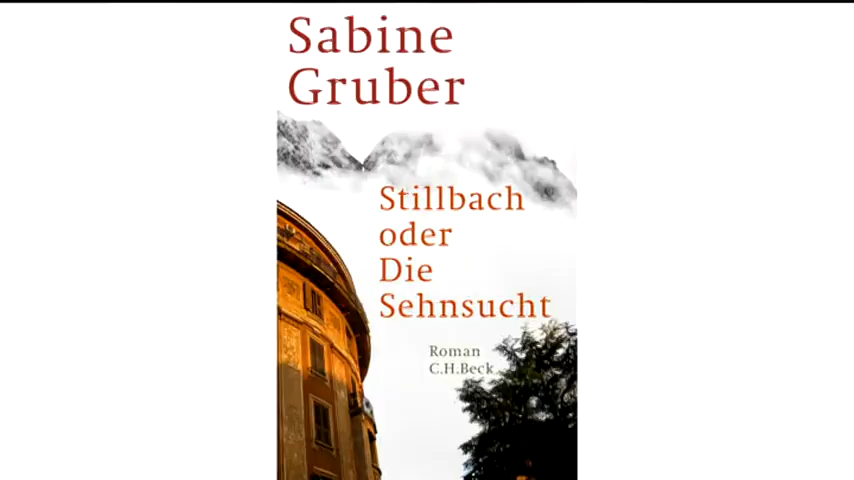 Sabine
Gruber
Stillbach
oder
Die
Sehnsucht
Roman
C.H.Beck